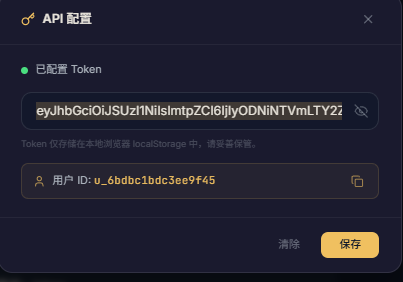 API 配置
已配置 Token
eyJhbGciOiJSUzI1NiIsImtpZCI6IjIyODNiNTVmLTY2Z
Token 仅存储在本地浏览器 localStorage 中，请妥善保管。
用户 ID: u_6bdbc1bdc3ee9f45
清除
保存